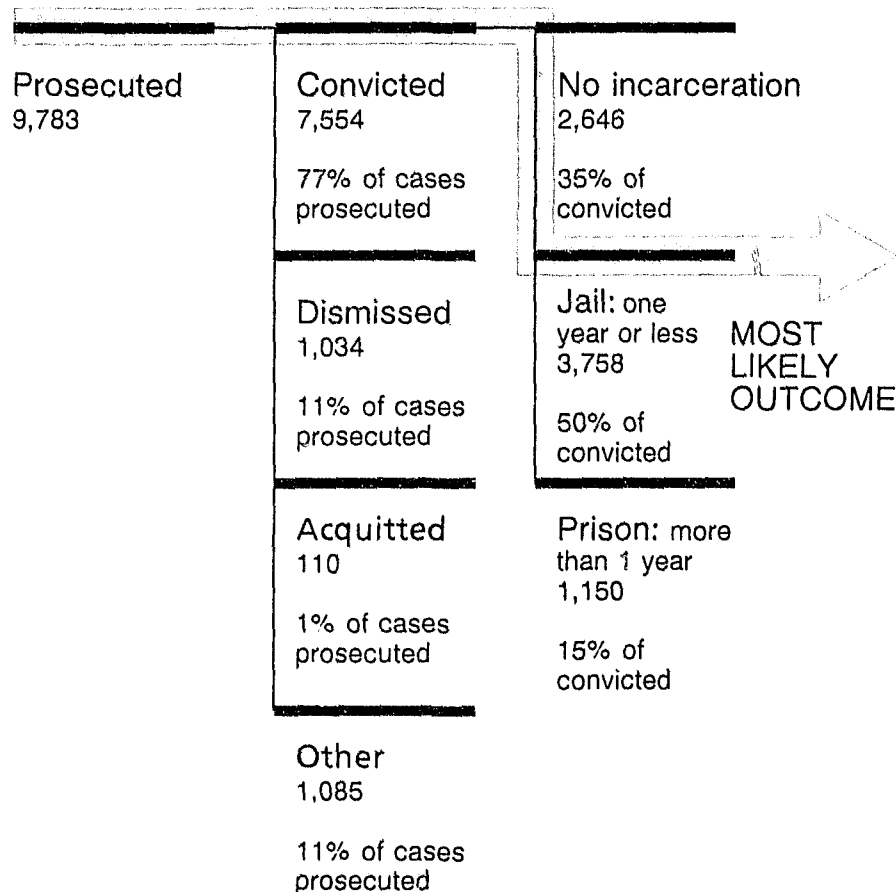 Prosecuted
9,783
Convicted
7,554
77% of cases
prosecuted
Dismissed
1,034
11% of cases
prosecuted
Acquitted
110
1% of cases
prosecuted
Other
1,085
11% of cases
prosecuted
No incarceration
2,646
35% of
convicted
Jail: one
year or less
3,758
50% of
convicted
Prison: more
than 1 year
1,150
15% of
convicted
MOST
LIKELY
OUTCOME